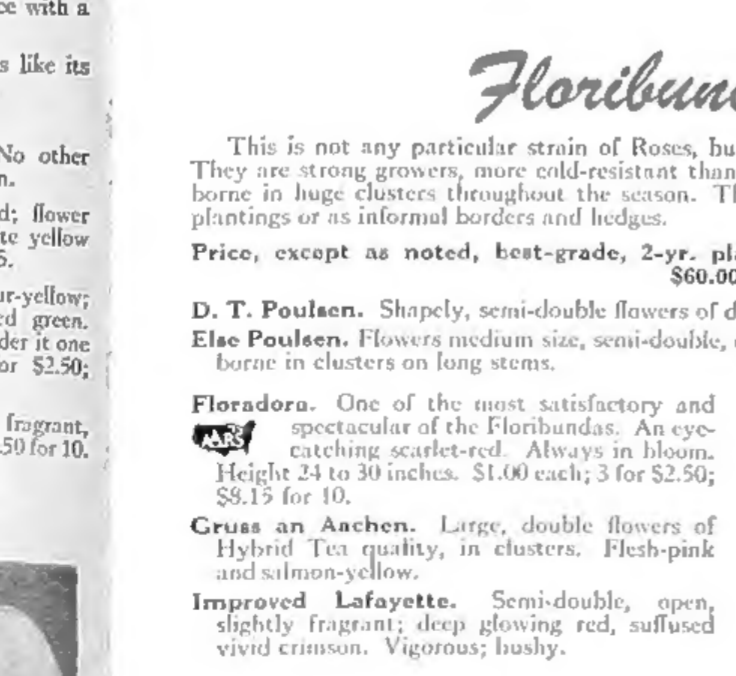 ce with a
s like its
No other
n.
d; flower
te yellow
5.
ur-yellow;
ed green.
der it one
or $2.50;
fragrant,
.50 for 10.
Floribun
This is not any particular strain of Roses, bu
They are strong growers, more cold-resistant than
borne in huge clusters throughout the season. Th
plantings or as informal borders and hedges.
Price, except as noted, best-grade, 2-yr. pla
$60.00
D. T. Poulsen. Shapely, semi-double flowers of d
Else Poulsen. Flowers medium size, semi-double,
borne in clusters on long stems.
Floradora. One of the most satisfactory and
AARS spectacular of the Floribundas. An eye-
catching scarlet-red. Always in bloom.
Height 24 to 30 inches. $1.00 each; 3 for $2.50;
$8.15 for 10.
Gruss an Aachen. Large, double flowers of
Hybrid Tea quality, in clusters. Flesh-pink
and salmon-yellow.
Improved Lafayette. Semi-double, open,
slightly fragrant; deep glowing red, suffused
vivid crimson. Vigorous; bushy.